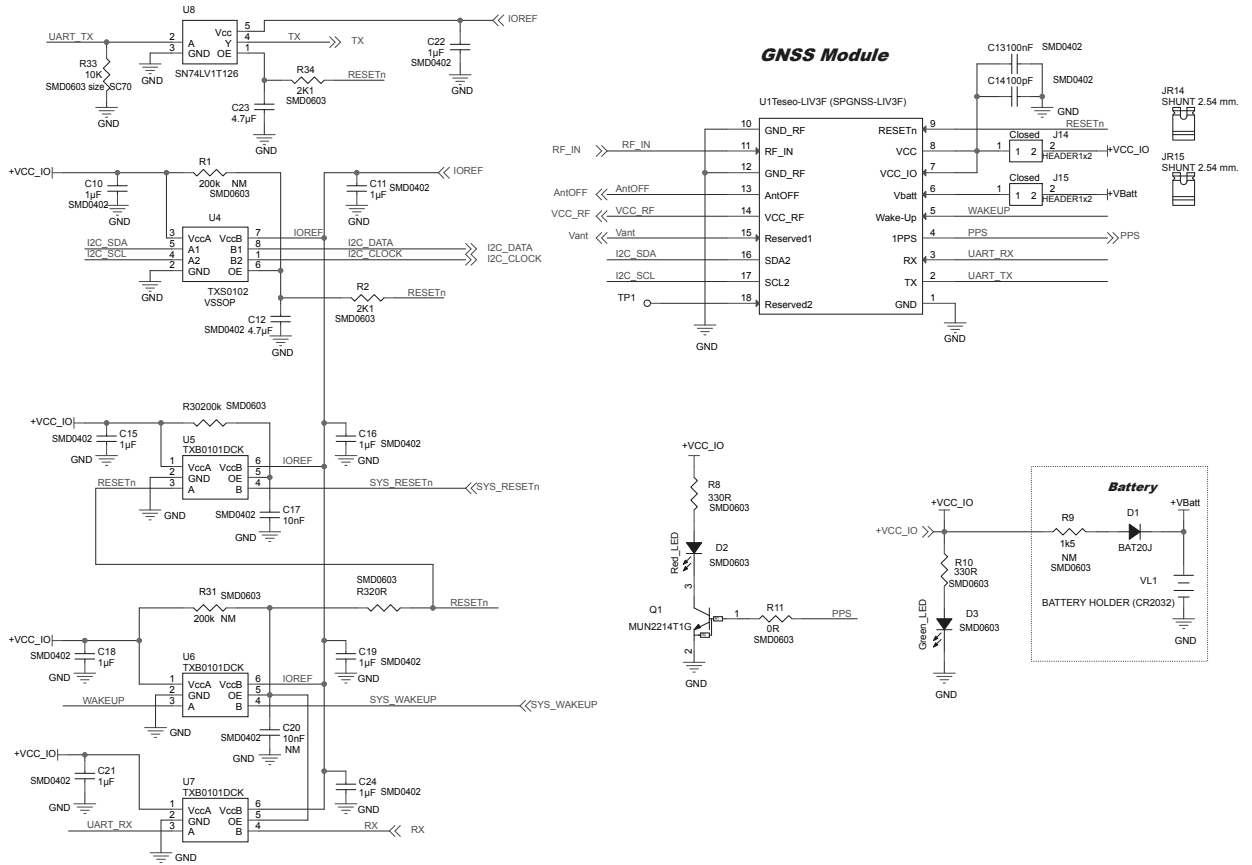 U8
UART_TX
2
3
A
GND
Vcc
Y
OE
5
4
1
TX
TX
IOREF
SN74LV1T126
SC70
R33
10K
SMD0603 size
GND
GND
R34
2K1
SMD0603
RESETn
C23
4.7µF
GND
C22
1µF
SMD0402
GND
+VCC_IO
R1
200k NM
SMD0603
C10
1µF
SMD0402
GND
C11
1µF
SMD0402
GND
IOREF
U4
I2C_SDA
I2C_SCL
3
5
4
2
VccA
A1
A2
GND
VccB
B1
B2
OE
7
8
1
6
IOREF
I2C_DATA
I2C_CLOCK
I2C_DATA
I2C_CLOCK
TXS0102
VSSOP
GND
R2
2K1
SMD0603
RESETn
C12
4.7µF
SMD0402
GND
R30200k SMD0603
+VCC_IO
SMD0402
C15
1µF
GND
U5
TXB0101DCK
1
2
3
VccA
GND
A
VccB
OE
B
6
5
4
IOREF
RESETn
SYS_RESETn
SYS_RESETn
C16
1µF
SMD0402
GND
GND
SMD0402
C17
10nF
GND
SMD0603
R320R
RESETn
R31
SMD0603
200k NM
+VCC_IO
SMD0402
C18
1µF
GND
U6
TXB0101DCK
1
2
3
VccA
GND
A
VccB
OE
B
6
5
4
IOREF
WAKEUP
SYS_WAKEUP
SYS_WAKEUP
C19
1µF
SMD0402
GND
GND
SMD0402
C20
10nF
NM
GND
+VCC_IO
SMD0402
C21
1µF
GND
U7
TXB0101DCK
1
2
3
VccA
GND
A
VccB
OE
B
6
5
4
UART_RX
RX
RX
C24
1µF
SMD0402
GND
GND
GNSS Module
C13100nF SMD0402
C14100pF SMD0402
GND
U1Teseo-LIV3F (SPGNSS-LIV3F)
10 GND_RF
RF_IN RF_IN 11 RF_IN
12 GND_RF
AntOFF AntOFF 13 AntOFF
VCC_RF VCC_RF 14 VCC_RF
Vant Vant 15 Reserved1
I2C_SDA 16 SDA2
I2C_SCL 17 SCL2
TP1 18 Reserved2
GND
RESETn 9 RESETn
VCC 8
VCC_IO 7
Vbatt 6
Wake-Up 5 WAKEUP
1PPS 4 PPS PPS
RX 3 UART_RX
TX 2 UART_TX
GND 1
GND
Closed J14
1 1 2 2
HEADER1x2
+VCC_IO
Closed J15
1 1 2 2
HEADER1x2
+VBatt
JR14
SHUNT 2.54 mm.
JR15
SHUNT 2.54 mm.
+VCC_IO
R8
330R
SMD0603
Red_LED
D2
SMD0603
3
Q1
MUN2214T1G
1
2
R11
0R
SMD0603
PPS
GND
+VCC_IO
+VCC_IO
R10
330R
SMD0603
Green_LED
D3
SMD0603
GND
Battery
R9
1k5
NM
SMD0603
D1
BAT20J
+VBatt
VL1
BATTERY HOLDER (CR2032)
GND